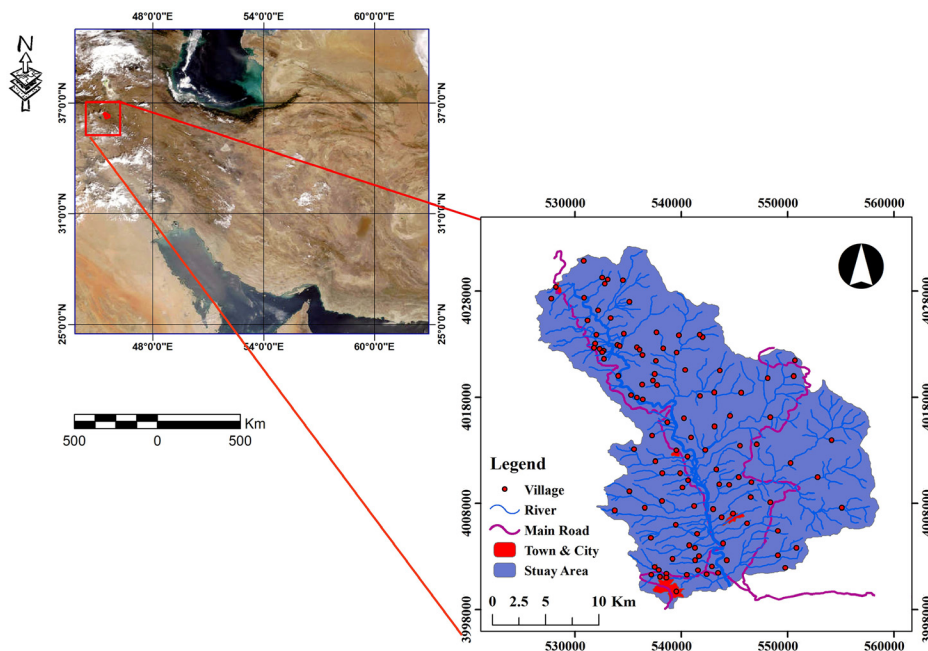 48°0'0"E 54°0'0"E 60°0'0"E
N
37°0'0"N 37°0'0"N
31°0'0"N 31°0'0"N
25°0'0"N 25°0'0"N
48°0'0"E 54°0'0"E 60°0'0"E
500 250 0 500 Km
530000 540000 550000 560000
4028000 4028000
4018000 4018000
4008000 4008000
3998000 3998000
Legend
Village
River
Main Road
Town & City
Stuay Area
0 2.5 5 10 Km
530000 540000 550000 560000